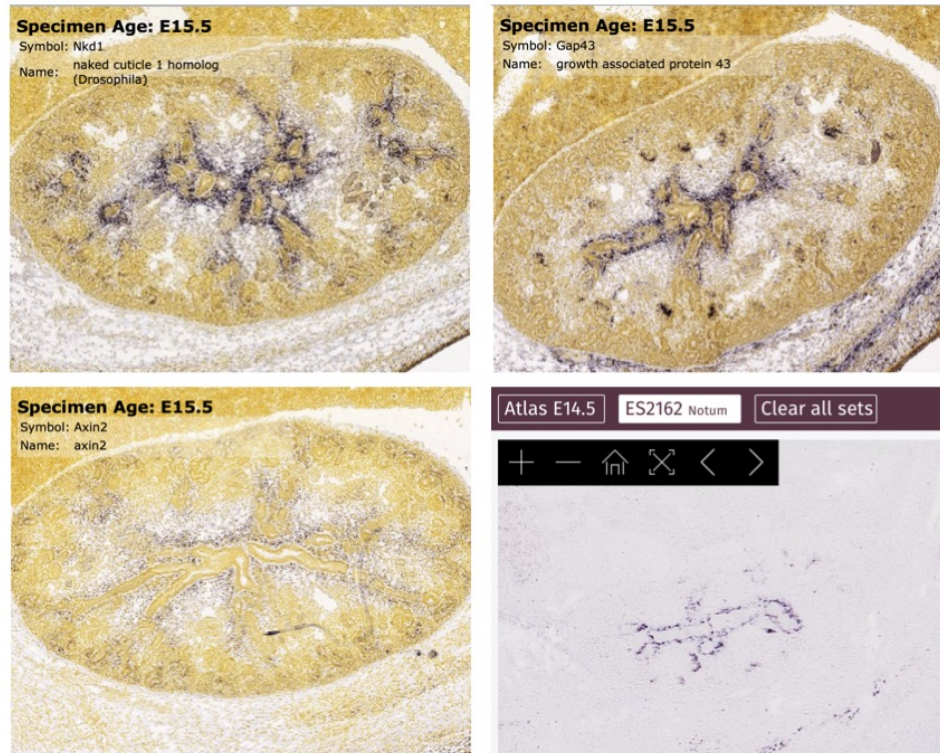 Specimen Age: E15.5
Symbol: Nkd1
Name: naked cuticle 1 homolog
(Drosophila)
Specimen Age: E15.5
Symbol: Gap43
Name: growth associated protein 43
Specimen Age: E15.5
Symbol: Axin2
Name: axin2
Atlas E14.5 ES2162 Notum Clear all sets